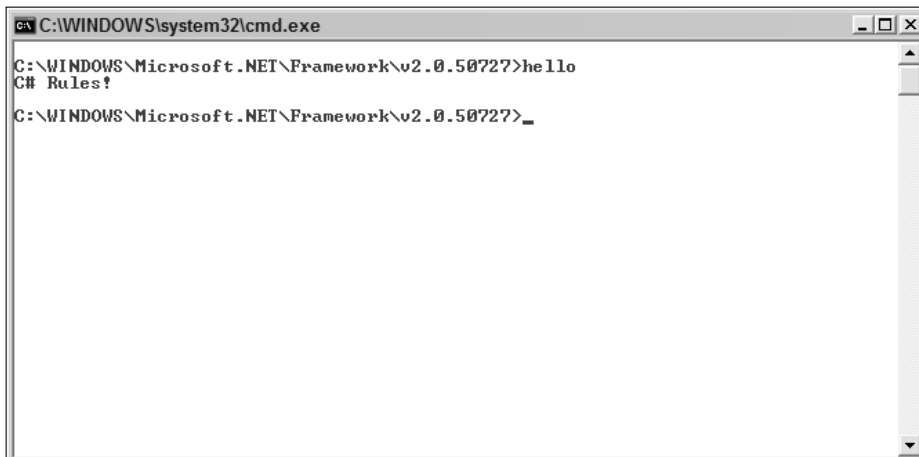 C:\WINDOWS\system32\cmd.exe
C:\WINDOWS\Microsoft.NET\Framework\v2.0.50727>hello
C# Rules!
C:\WINDOWS\Microsoft.NET\Framework\v2.0.50727>_